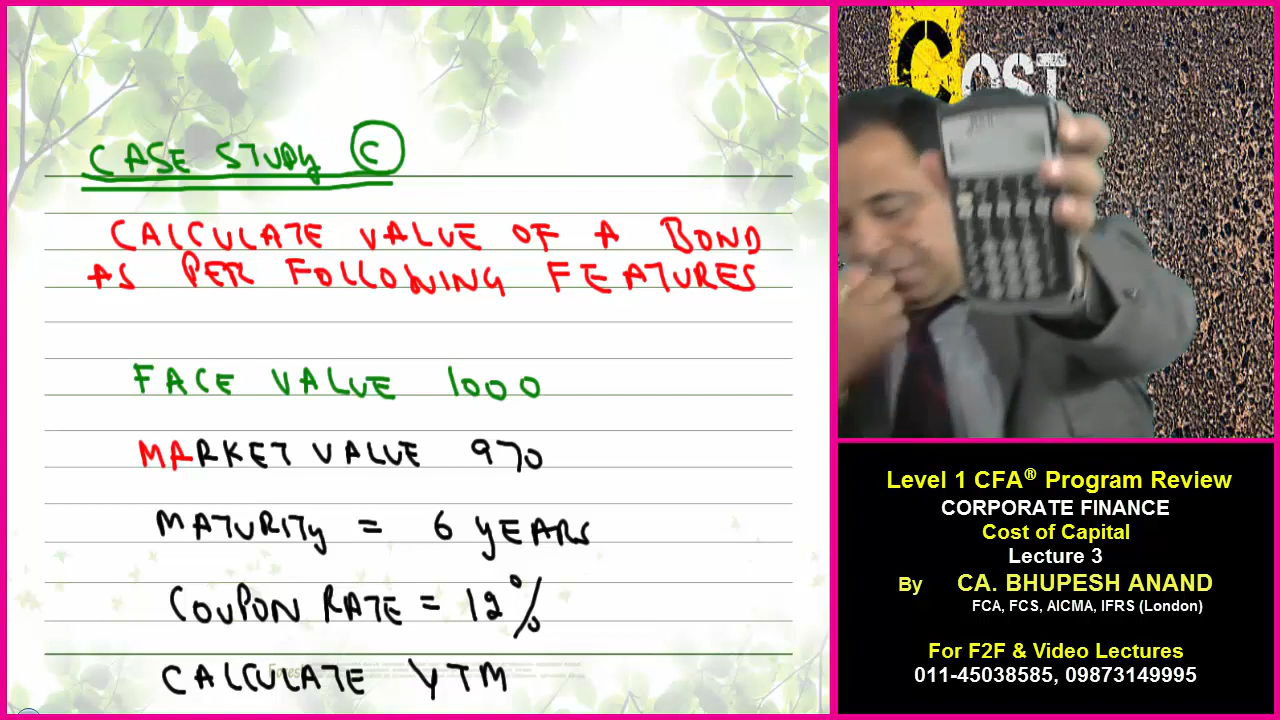 CASE STUDY C
CALCULATE VALUE OF A BOND
AS PER FOLLOWING FEATURES
FACE VALUE 1000
MARKET VALUE 970
MATURITY = 6 YEARS
COUPON RATE = 12%
CALCULATE YTM
COST
Level 1 CFA® Program Review
CORPORATE FINANCE
Cost of Capital
Lecture 3
By CA. BHUPESH ANAND
FCA, FCS, AICMA, IFRS (London)
For F2F & Video Lectures
011-45038585, 09873149995